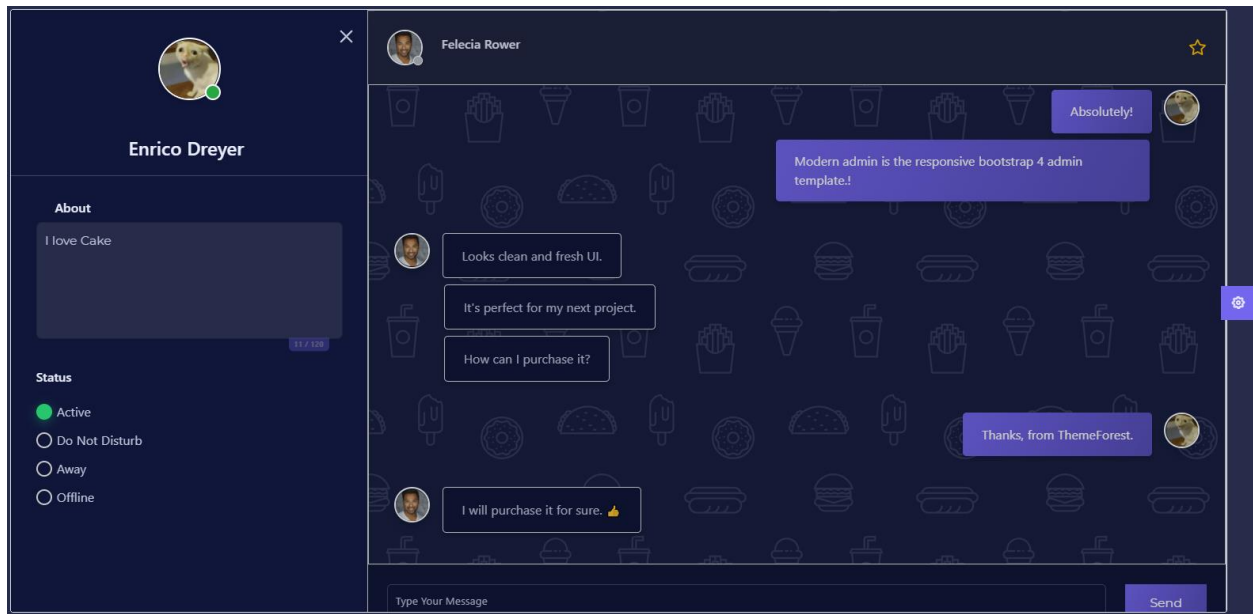 Enrico Dreyer
About
I love Cake
11 / 120
Status
Active
Do Not Disturb
Away
Offline
Felecia Rower
Absolutely!
Modern admin is the responsive bootstrap 4 admin
template.!
Looks clean and fresh UI.
It's perfect for my next project.
How can I purchase it?
Thanks, from ThemeForest.
I will purchase it for sure. 👍
Type Your Message
Send